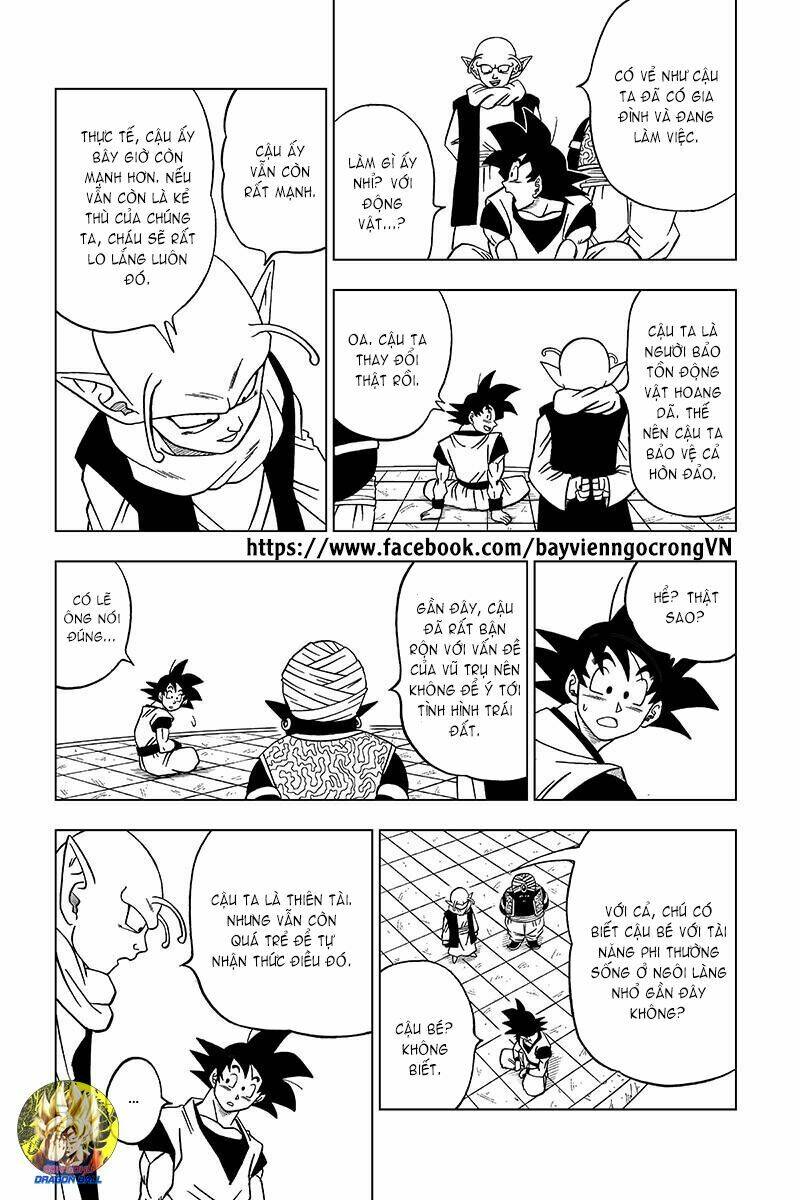 CÓ VẺ NHƯ CẬU
TA ĐÃ CÓ GIA
ĐÌNH VÀ ĐANG
LÀM VIỆC.
LÀM GÌ ẤY
NHỈ? VỚI
ĐỘNG
VẬT...?
CẬU TA LÀ
NGƯỜI BẢO
TỒN ĐỘNG
VẬT HOANG
DÃ. THẾ
NÊN CẬU TA
BẢO VỆ CẢ
HÒN ĐẢO.
OA. CẬU TA
THAY ĐỔI
THẬT RỒI.
CẬU ẤY
VẪN CÒN
RẤT MẠNH.
THỰC TẾ,
CẬU ẤY
BÂY GIỜ CÒN
MẠNH HƠN. NẾU
VẪN CÒN LÀ KẺ
THÙ CỦA CHÚNG
TA, CHÁU SẼ RẤT
LO LẮNG LUÔN
ĐÓ.
https://www.facebook.com/bayvienngocrongVN
HỂ? THẬT
SAO?
GẦN ĐÂY, CẬU
ĐÃ RẤT BẬN
RỘN VỚI VẤN ĐỀ
CỦA VŨ TRỤ NÊN
KHÔNG ĐỂ Ý TỚI
TÌNH HÌNH TRÁI
ĐẤT.
CÓ LẼ
ÔNG NÓI
ĐÚNG...
VỚI CẢ, CHÚ CÓ
BIẾT CẬU BÉ VỚI TÀI
NĂNG PHI THƯỜNG
SỐNG Ở NGÔI LÀNG
NHỎ GẦN ĐÂY
KHÔNG?
CẬU BÉ?
KHÔNG
BIẾT.
CẬU TA LÀ THIÊN TÀI.
NHƯNG VẪN CÒN
QUÁ TRẺ ĐỂ TỰ
NHẬN THỨC ĐIỀU ĐÓ.
...
DRAGON BALL